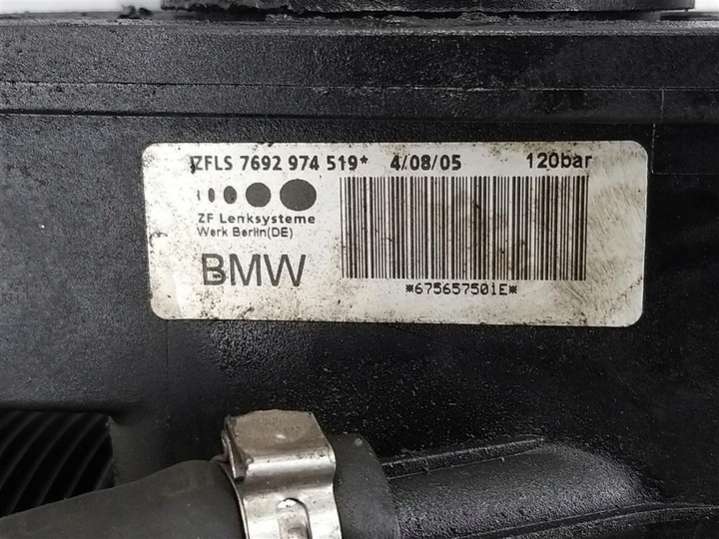 ZFLS 7692 974 519* 4/08/05 120bar
ZF Lenksysteme
Werk Berlin(DE)
BMW
*675657501E*